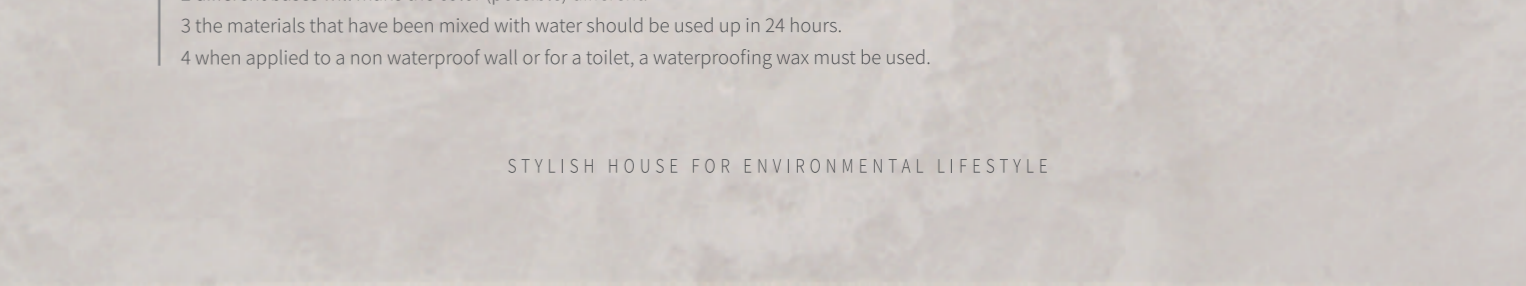 3 the materials that have been mixed with water should be used up in 24 hours.
4 when applied to a non waterproof wall or for a toilet, a waterproofing wax must be used.
STYLISH HOUSE FOR ENVIRONMENTAL LIFESTYLE